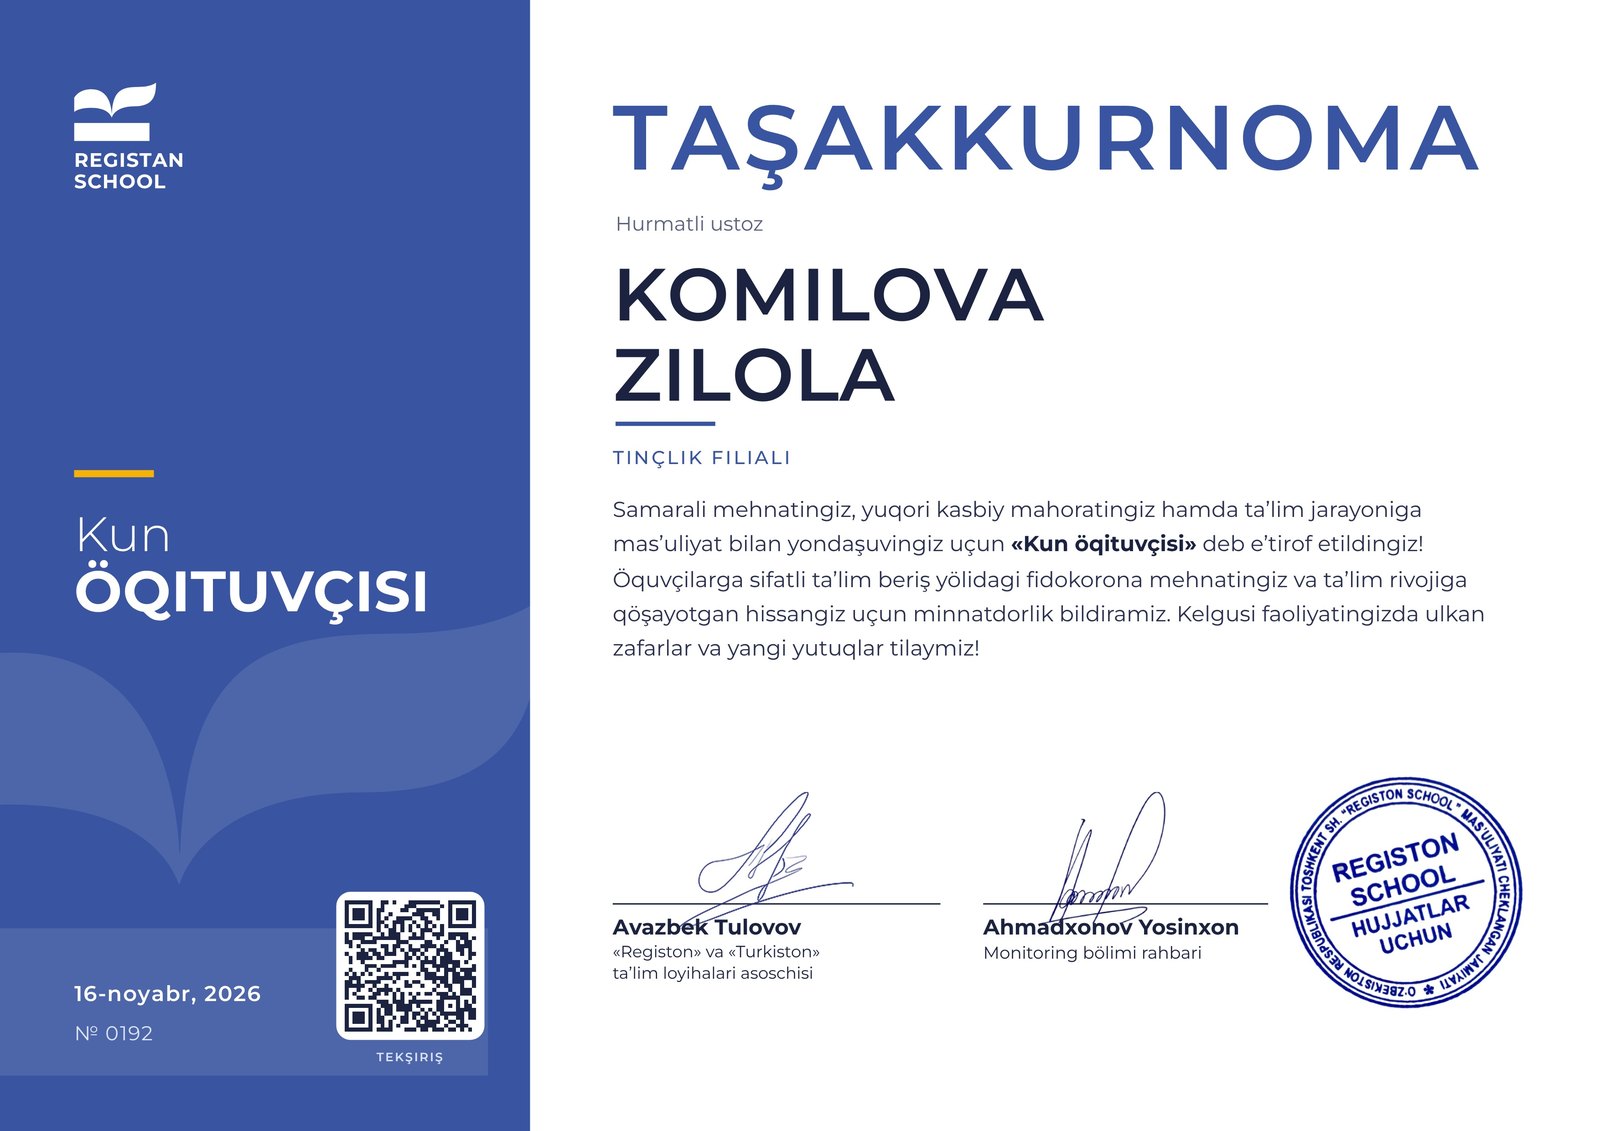 REGISTAN
SCHOOL
Kun
ÖQITUVÇISI
16-noyabr, 2026
№ 0192
TEKŞIRIŞ
TAŞAKKURNOMA
Hurmatli ustoz
KOMILOVA
ZILOLA
TINÇLIK FILIALI
Samarali mehnatingiz, yuqori kasbiy mahoratingiz hamda ta’lim jarayoniga
mas’uliyat bilan yondaşuvingiz uçun «Kun öqituvçisi» deb e’tirof etildingiz!
Öquvçilarga sifatli ta’lim beriş yölidagi fidokorona mehnatingiz va ta’lim rivojiga
qöşayotgan hissangiz uçun minnatdorlik bildiramiz. Kelgusi faoliyatingizda ulkan
zafarlar va yangi yutuqlar tilaymiz!
Avazbek Tulovov
«Registon» va «Turkiston»
ta’lim loyihalari asoschisi
Ahmadxonov Yosinxon
Monitoring bölimi rahbari
O‘ZBEKISTON RESPUBLIKASI TOSHKENT SH. "REGISTON SCHOOL" MAS'ULIYATI CHEKLANGAN JAMIYATI
REGISTON
SCHOOL
HUJJATLAR
UCHUN